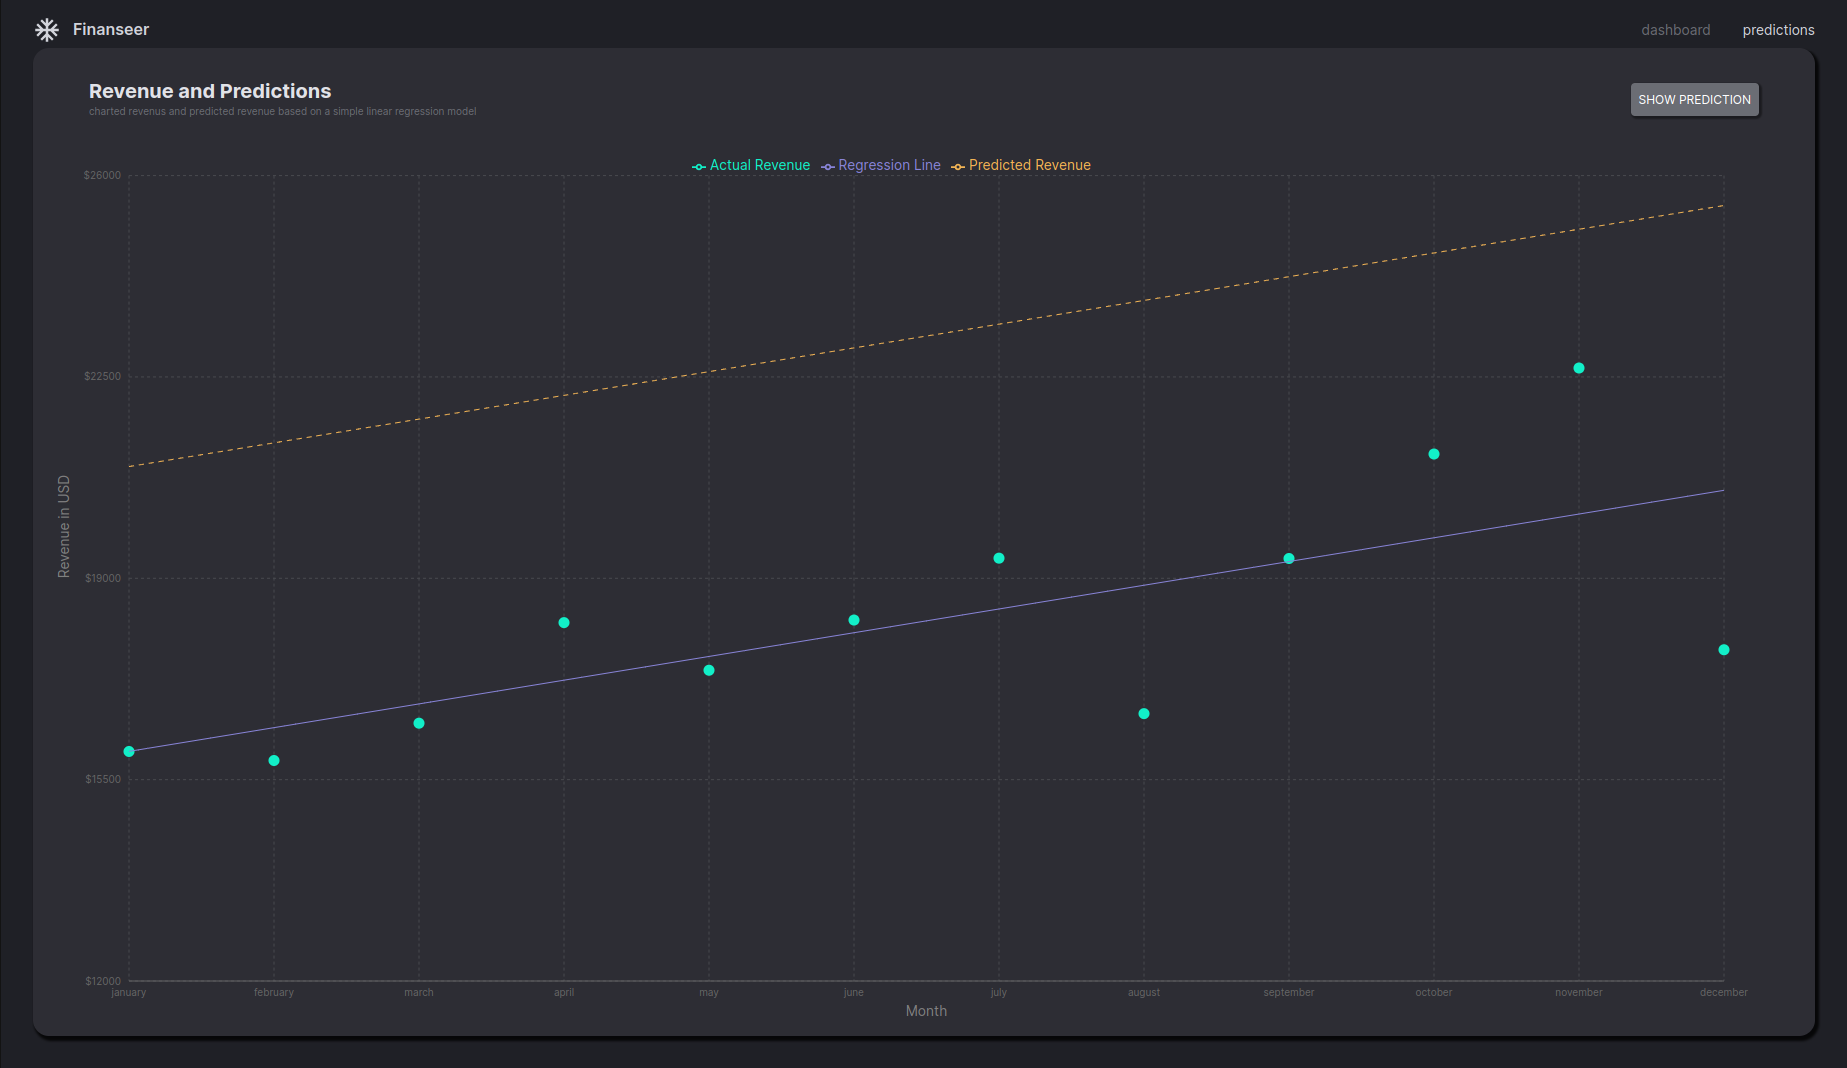 Finanseer
dashboard predictions
Revenue and Predictions
charted revenus and predicted revenue based on a simple linear regression model
SHOW PREDICTION
Actual Revenue Regression Line Predicted Revenue
$26000
$22500
$19000
$15500
$12000
Revenue in USD
january february march april may june july august september october november december
Month